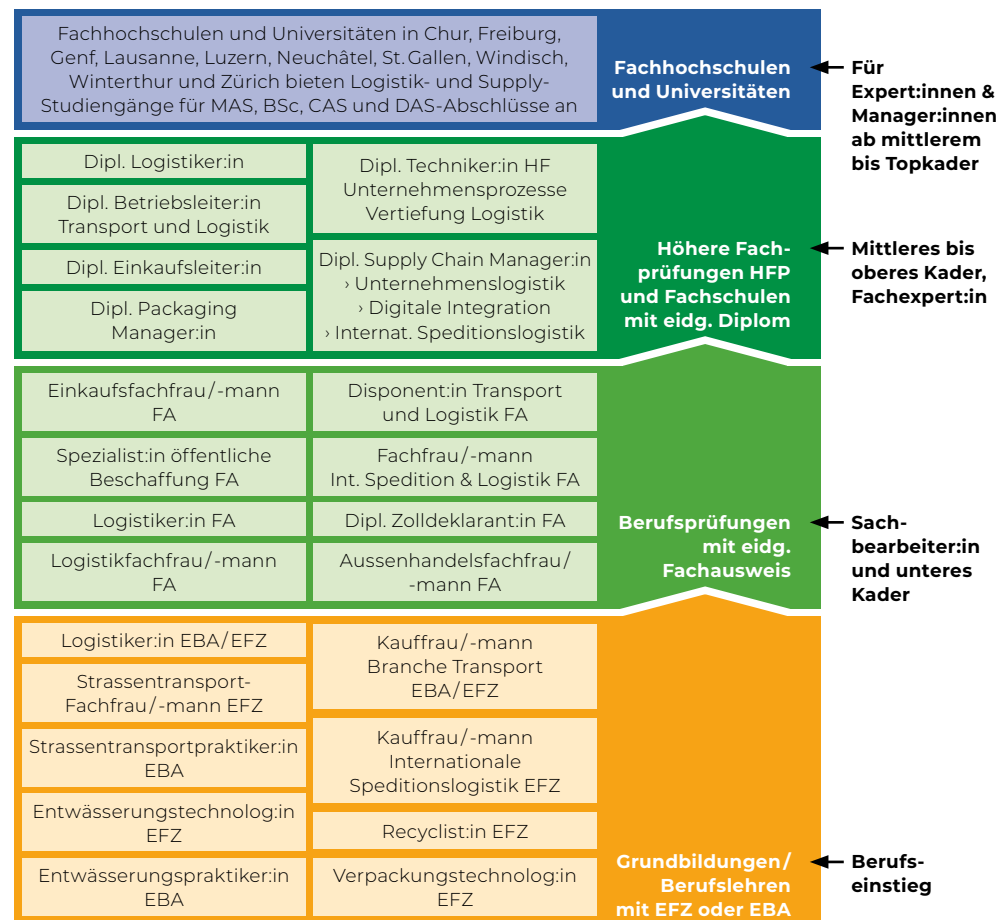 Fachhochschulen und Universitäten in Chur, Freiburg,
Genf, Lausanne, Luzern, Neuchâtel, St. Gallen, Windisch,
Winterthur und Zürich bieten Logistik- und Supply-
Studiengänge für MAS, BSc, CAS und DAS-Abschlüsse an
Fachhochschulen
und Universitäten
Für
Expert:innen &
Manager:innen
ab mittlerem
bis Topkader
Dipl. Logistiker:in
Dipl. Betriebsleiter:in
Transport und Logistik
Dipl. Einkaufsleiter:in
Dipl. Packaging
Manager:in
Dipl. Techniker:in HF
Unternehmensprozesse
Vertiefung Logistik
Dipl. Supply Chain Manager:in
› Unternehmenslogistik
› Digitale Integration
› Internat. Speditionslogistik
Höhere Fach-
prüfungen HFP
und Fachschulen
mit eidg. Diplom
Mittleres bis
oberes Kader,
Fachexpert:in
Einkaufsfachfrau/-mann
FA
Spezialist:in öffentliche
Beschaffung FA
Logistiker:in FA
Logistikfachfrau/-mann
FA
Disponent:in Transport
und Logistik FA
Fachfrau/-mann
Int. Spedition & Logistik FA
Dipl. Zolldeklarant:in FA
Aussenhandelsfachfrau/
-mann FA
Berufsprüfungen
mit eidg.
Fachausweis
Sach-
bearbeiter:in
und unteres
Kader
Logistiker:in EBA/EFZ
Strassentransport-
Fachfrau/-mann EFZ
Strassentransportpraktiker:in
EBA
Entwässerungstechnolog:in
EFZ
Entwässerungspraktiker:in
EBA
Kauffrau/-mann
Branche Transport
EBA/EFZ
Kauffrau/-mann
Internationale
Speditionslogistik EFZ
Recyclist:in EFZ
Verpackungstechnolog:in
EFZ
Grundbildungen/
Berufslehren
mit EFZ oder EBA
Berufs-
einstieg